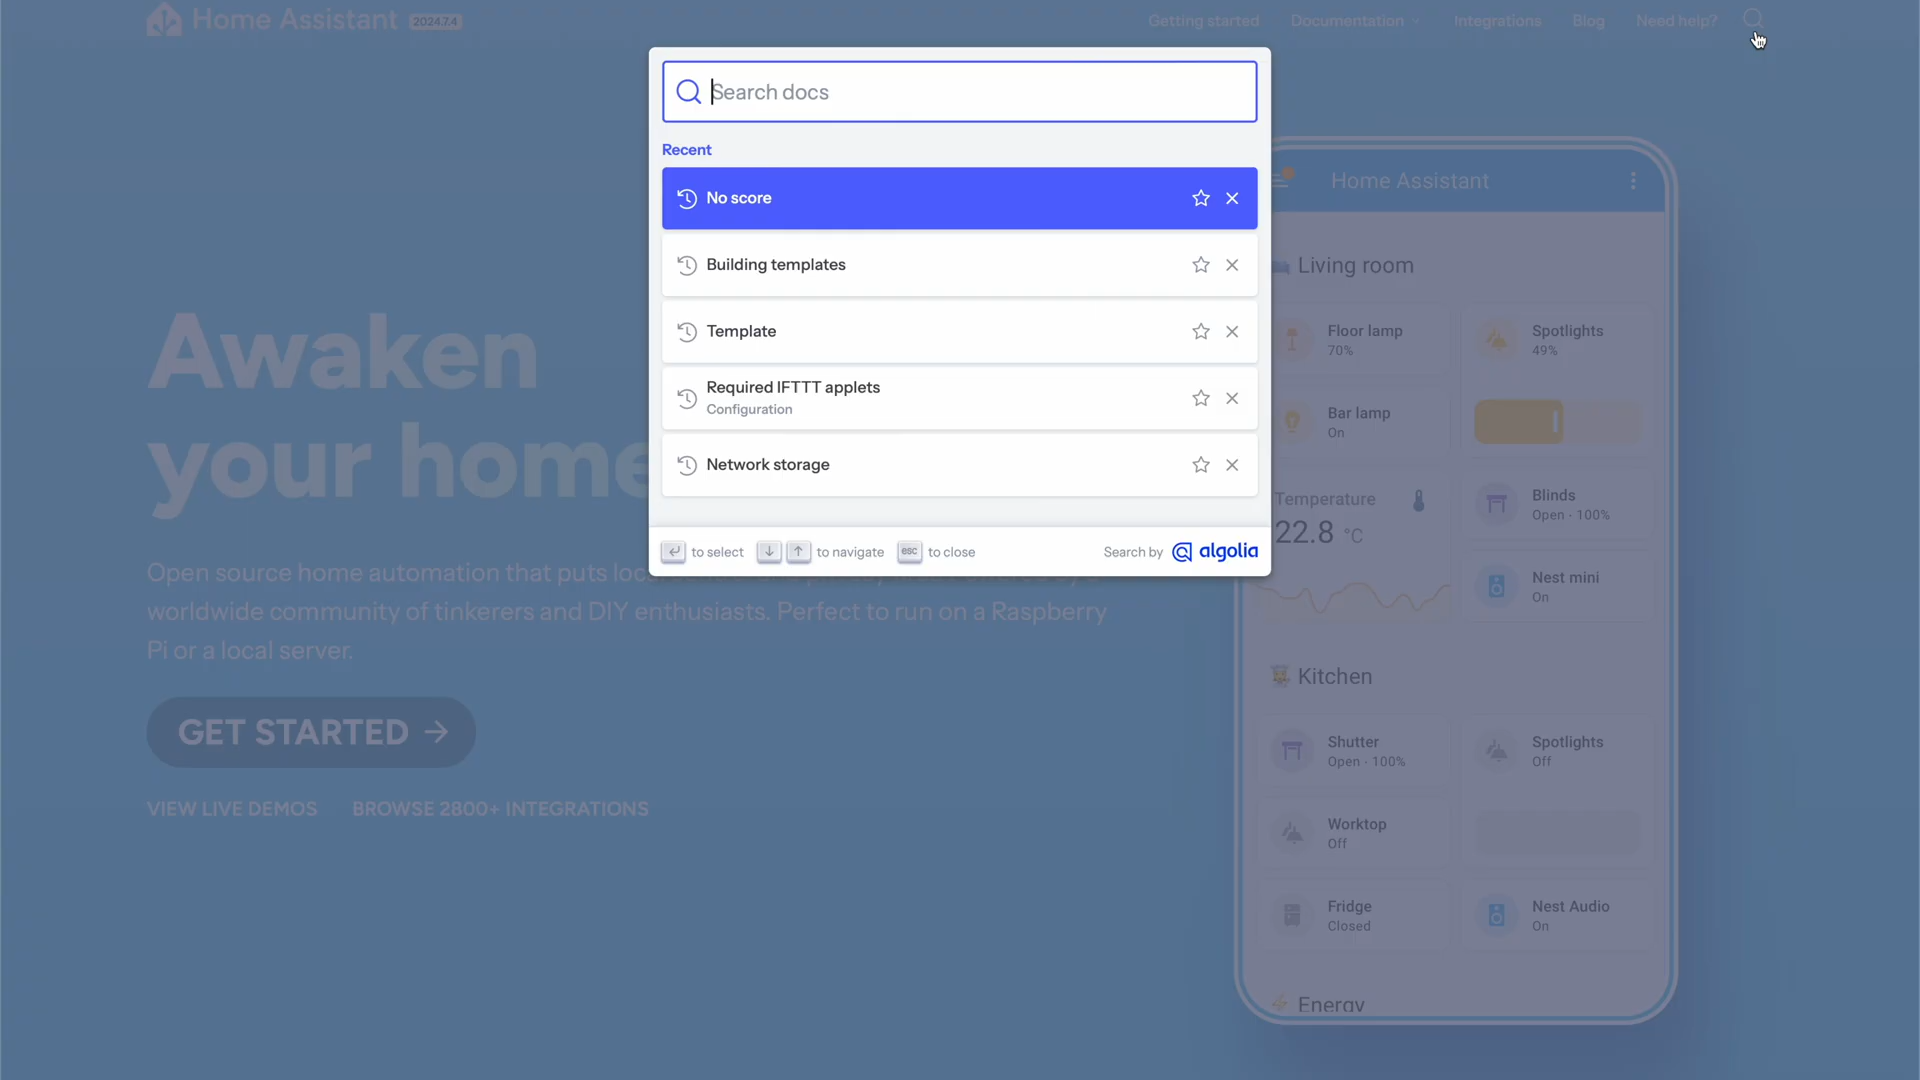 Home Assistant 2024.7.4
Getting started Documentation Integrations Blog Need help?
Search docs
Recent
No score
Building templates
Template
Required IFTTT applets
Configuration
Network storage
to select to navigate esc to close Search by algolia
Awaken
your home
Open source home automation that puts loc
worldwide community of tinkerers and DIY enthusiasts. Perfect to run on a Raspberry
Pi or a local server.
GET STARTED →
VIEW LIVE DEMOS BROWSE 2800+ INTEGRATIONS
Home Assistant
Living room
Floor lamp
70%
Spotlights
49%
Bar lamp
On
Temperature
22.8 °C
Blinds
Open · 100%
Nest mini
On
Kitchen
Shutter
Open · 100%
Spotlights
Off
Worktop
Off
Fridge
Closed
Nest Audio
On
Energy